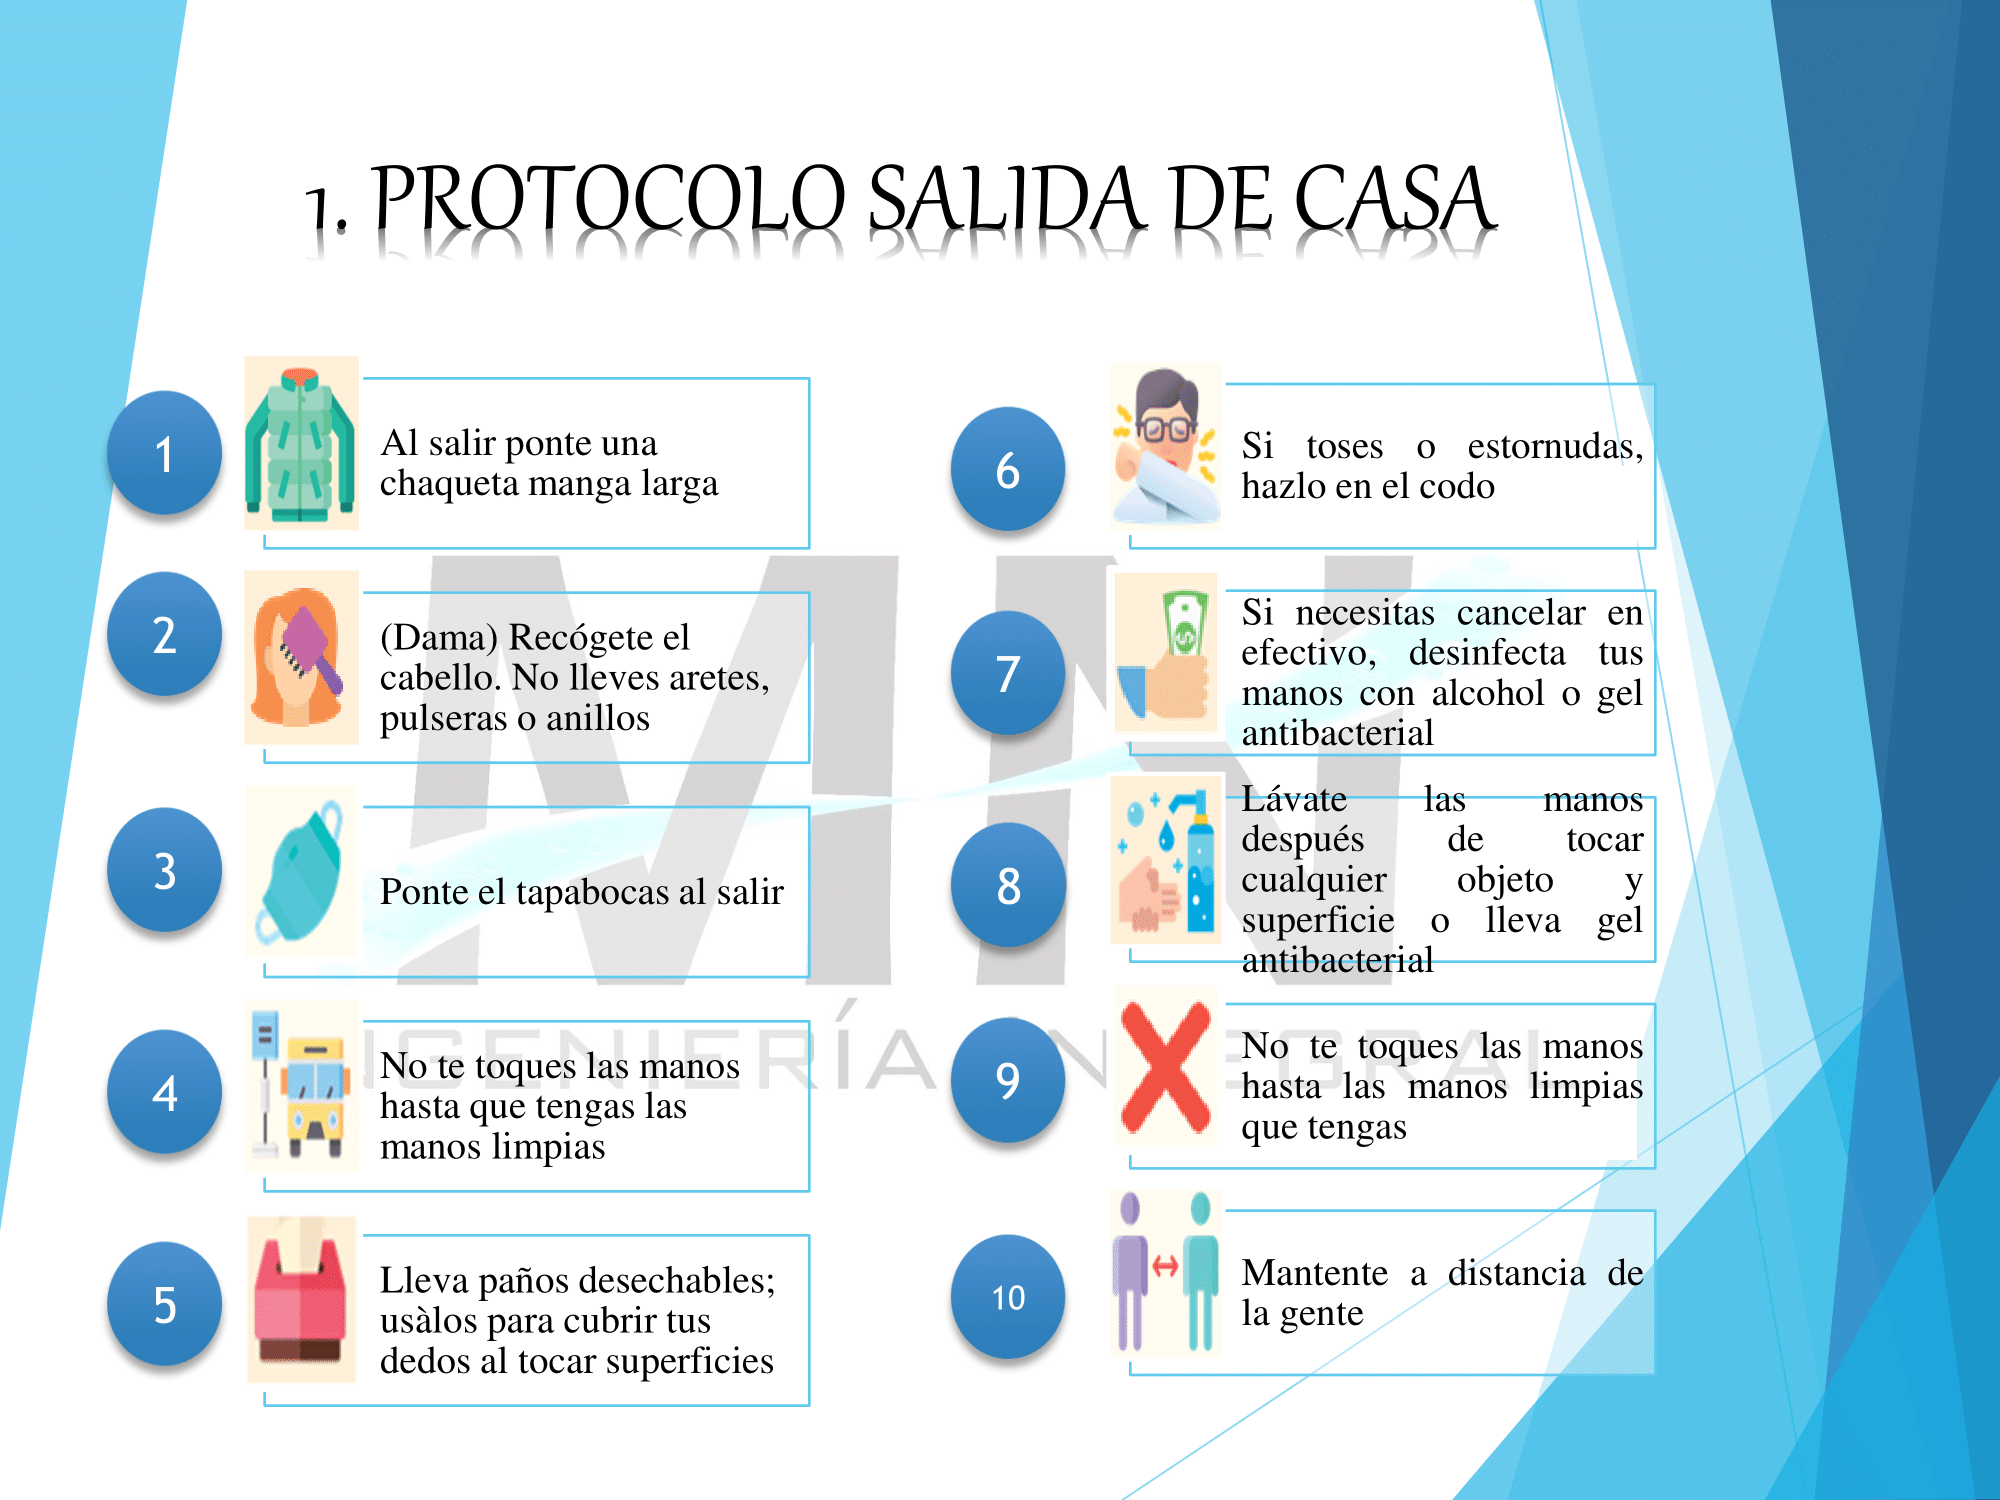 1. PROTOCOLO SALIDA DE CASA
1
Al salir ponte una
chaqueta manga larga
2
(Dama) Recógete el
cabello. No lleves aretes,
pulseras o anillos
3
Ponte el tapabocas al salir
4
No te toques las manos
hasta que tengas las
manos limpias
5
Lleva paños desechables;
usàlos para cubrir tus
dedos al tocar superficies
6
Si toses o estornudas,
hazlo en el codo
7
Si necesitas cancelar en
efectivo, desinfecta tus
manos con alcohol o gel
antibacterial
8
Lávate las manos
después de tocar
cualquier objeto y
superficie o lleva gel
antibacterial
9
No te toques las manos
hasta las manos limpias
que tengas
10
Mantente a distancia de
la gente